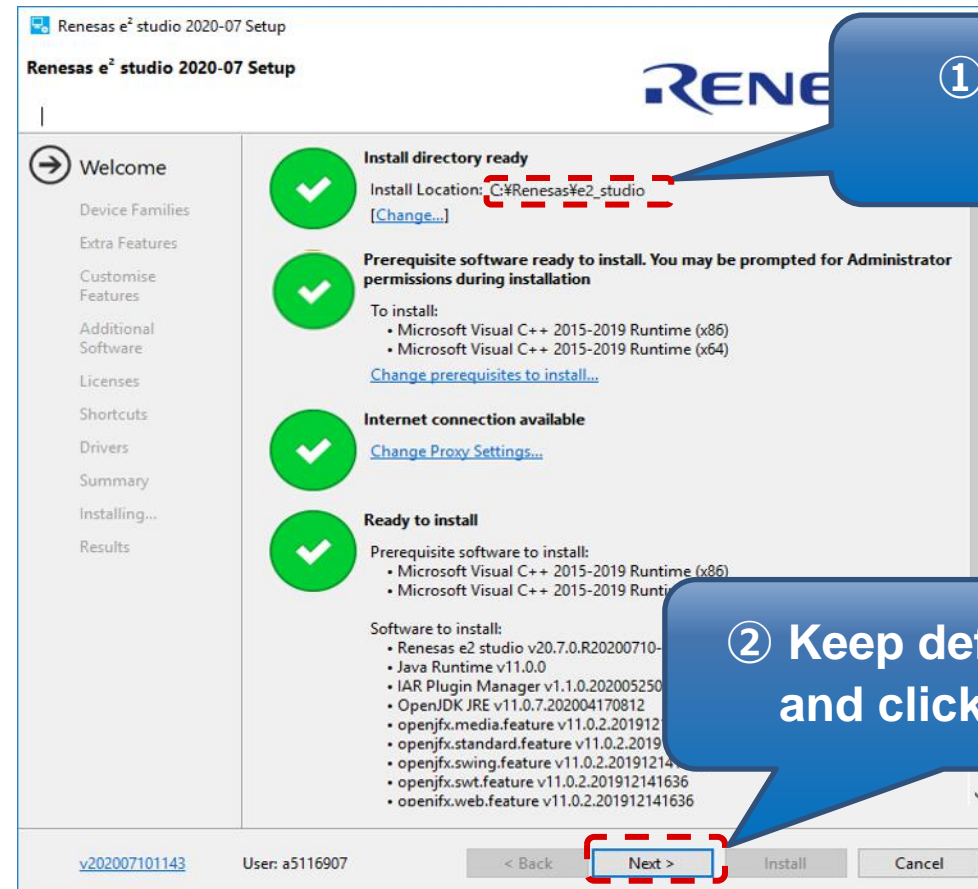 Renesas e² studio 2020-07 Setup
Renesas e² studio 2020-07 Setup
①
Welcome
Device Families
Extra Features
Customise
Features
Additional
Software
Licenses
Shortcuts
Drivers
Summary
Installing...
Results
Install directory ready
Install Location: C:¥Renesas¥e2_studio
[Change...]
Prerequisite software ready to install. You may be prompted for Administrator
permissions during installation
To install:
• Microsoft Visual C++ 2015-2019 Runtime (x86)
• Microsoft Visual C++ 2015-2019 Runtime (x64)
Change prerequisites to install...
Internet connection available
Change Proxy Settings...
Ready to install
Prerequisite software to install:
• Microsoft Visual C++ 2015-2019 Runtime (x86)
• Microsoft Visual C++ 2015-2019
Software to install:
• Renesas e2 studio v20.7.0.R20200710-
• Java Runtime v11.0.0
• IAR Plugin Manager v1.1.0.202005250
• OpenJDK JRE v11.0.7.202004170812
• openjfx.media.feature v11.0.2.201912
• openjfx.standard.feature v11.0.2.2019
• openjfx.swing.feature v11.0.2.20191214
• openjfx.swt.feature v11.0.2.201912141636
• openjfx.web.feature v11.0.2.201912141636
② Keep
and click
v202007101143
User: a5116907
< Back
Next >
Install
Cancel